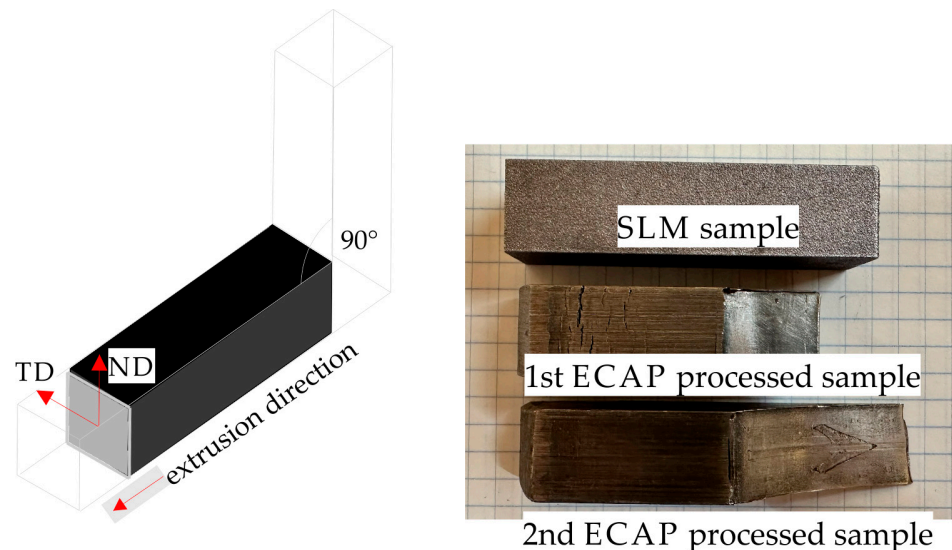 90°
TD
ND
extrusion direction
SLM sample
1st ECAP processed sample
2nd ECAP processed sample